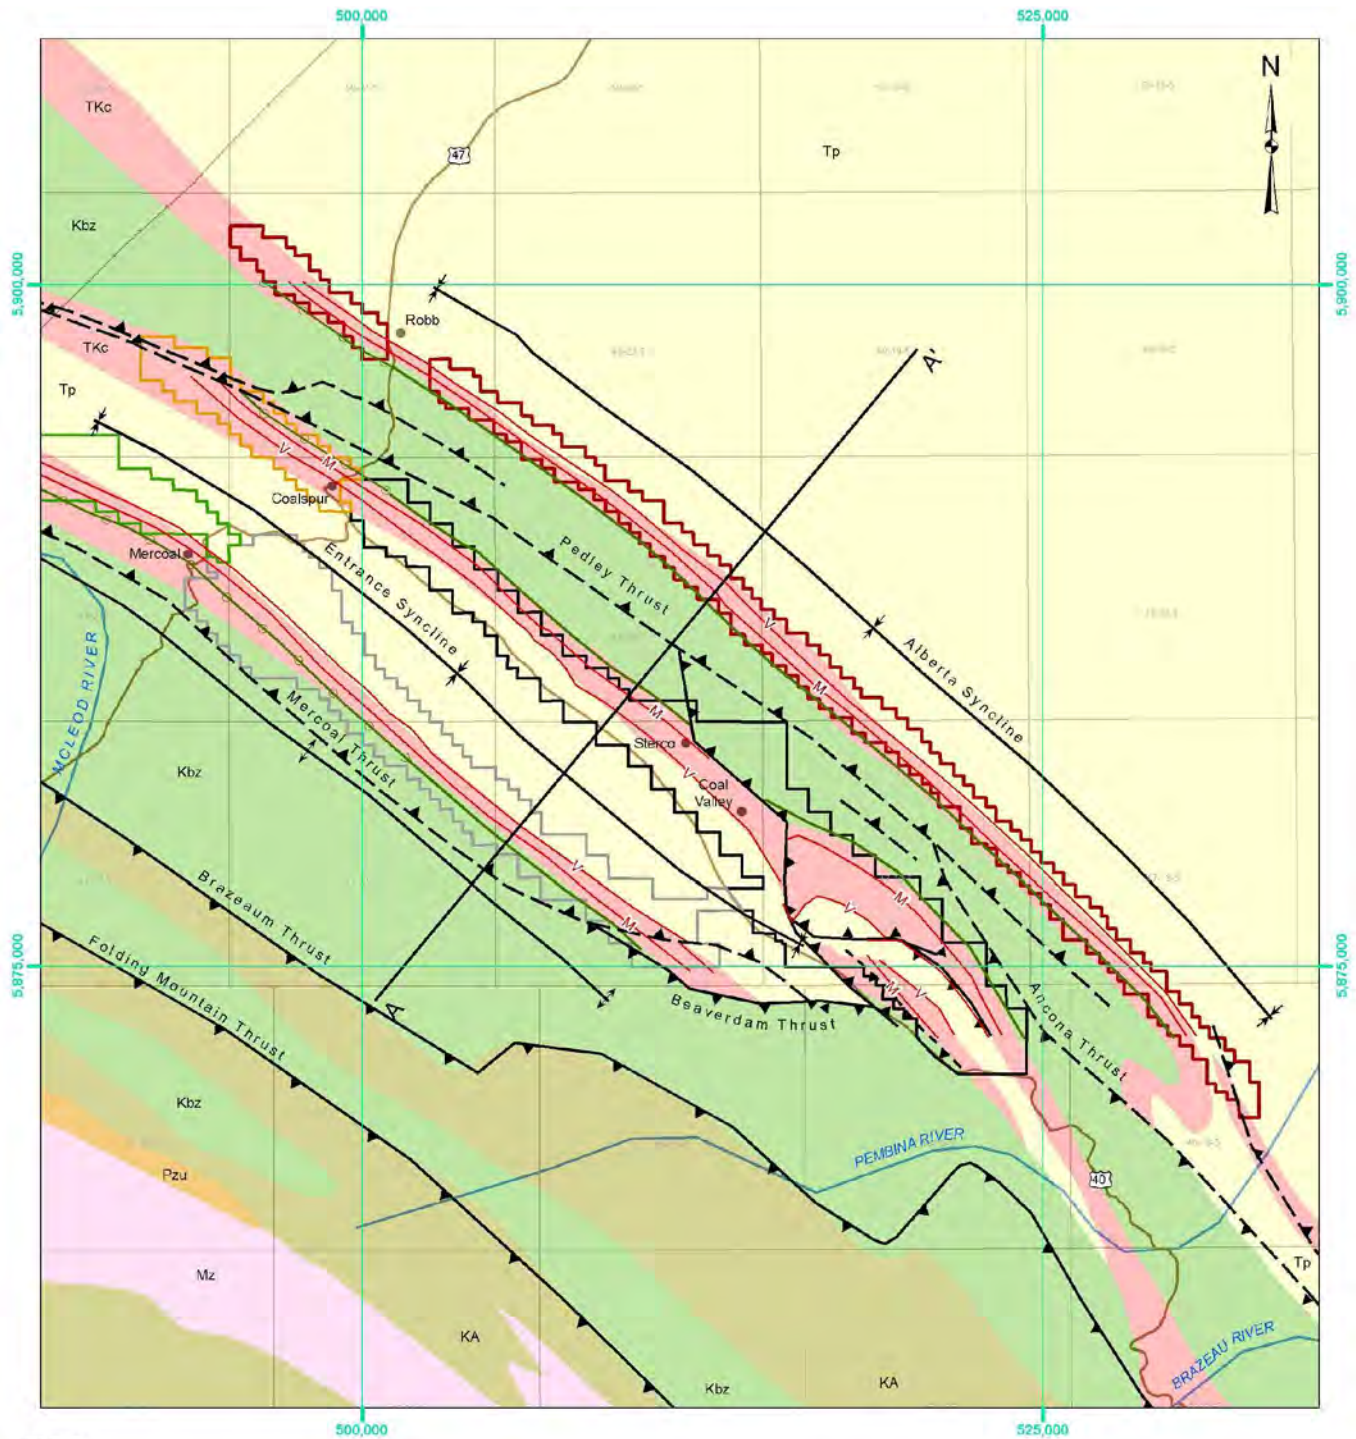 500,000
525,000
N
TKc
Tp
47
Kbz
5,900,000
5,900,000
Robb
TKc
A'
Tp
V
M
Coalspur
Mercoal
Entrance Syncline
Pedley Thrust
V
Alberta Syncline
MCLEOD RIVER
M
Mercoal Thrust
M
Sterco
Kbz
V
Coal
Valley
Brazeaum Thrust
V
M
V
M
Folding Mountain Thrust
5,875,000
5,875,000
M
V
A
Beaverdam Thrust
Ancona Thrust
Kbz
PEMBINA RIVER
Pzu
40
Tp
Mz
KA
BRAZEAU RIVER
Kbz
KA
500,000
525,000